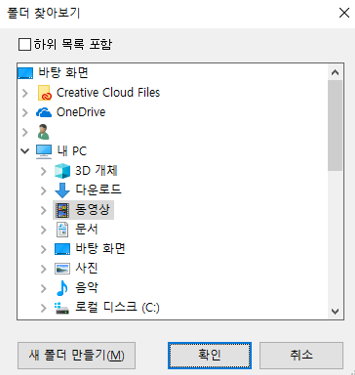 폴더 찾아보기
하위 목록 포함
바탕 화면
Creative Cloud Files
OneDrive
내 PC
3D 개체
다운로드
동영상
문서
바탕 화면
사진
음악
로컬 디스크 (C:)
새 폴더 만들기(M) 확인 취소